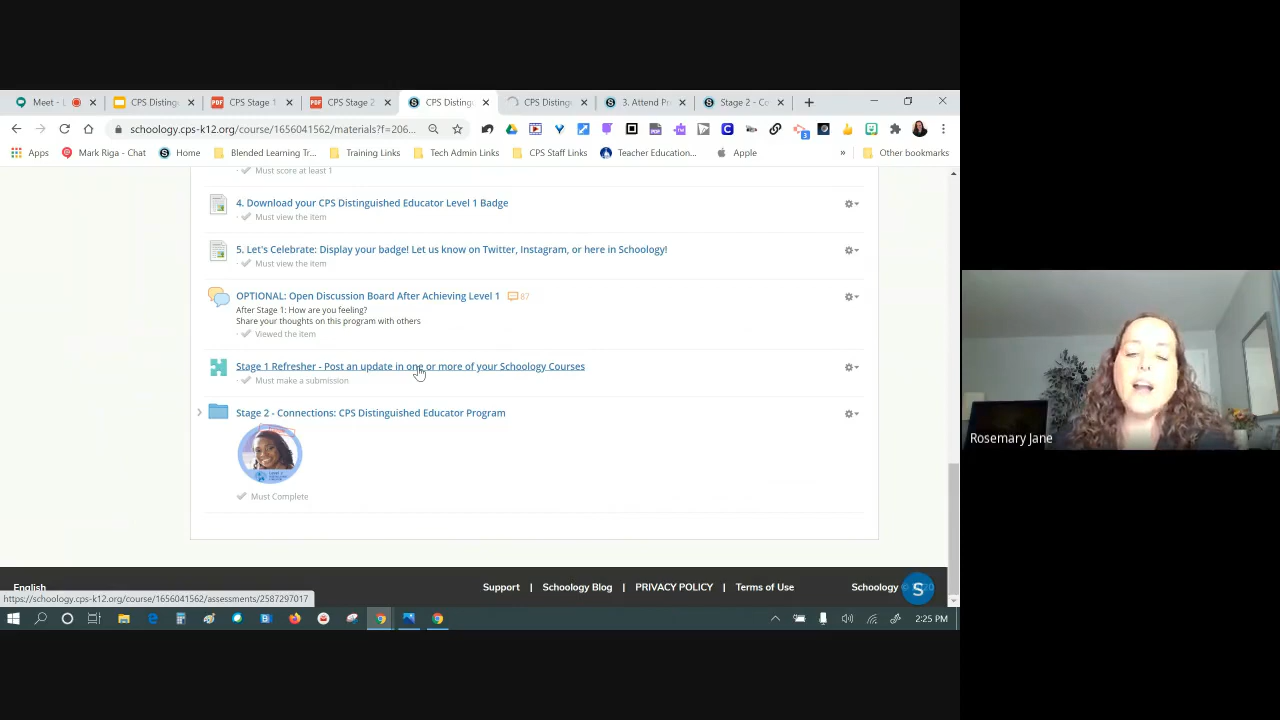 Meet - L
CPS Disting
CPS Stage 1
CPS Stage 2
CPS Disting
CPS Disting
3. Attend Pr
Stage 2 - Co
schoology.cps-k12.org/course/1656041562/materials?f=206...
3
Apps
Mark Riga - Chat
Home
Blended Learning Tr...
Training Links
Tech Admin Links
CPS Staff Links
Teacher Education...
Apple
»
Other bookmarks
Must score at least 1
4. Download your CPS Distinguished Educator Level 1 Badge
Must view the item
5. Let's Celebrate: Display your badge! Let us know on Twitter, Instagram, or here in Schoology!
Must view the item
OPTIONAL: Open Discussion Board After Achieving Level 1 87
After Stage 1: How are you feeling?
Share your thoughts on this program with others
Viewed the item
Stage 1 Refresher - Post an update in one or more of your Schoology Courses
Must make a submission
Stage 2 - Connections: CPS Distinguished Educator Program
Must Complete
English
Support | Schoology Blog | PRIVACY POLICY | Terms of Use
Schoology ©
S
https://schoology.cps-k12.org/course/1656041562/assessments/2587297017
2:25 PM
Rosemary Jane